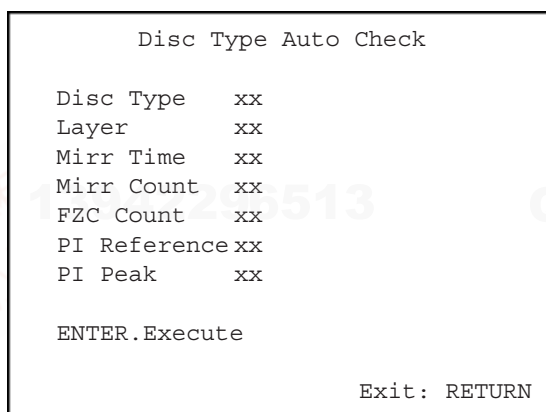 Disc Type Auto Check
Disc Type xx
Layer xx
Mirr Time xx
Mirr Count xx
FZC Count xx
PI Reference xx
PI Peak xx
ENTER.Execute
Exit: RETURN